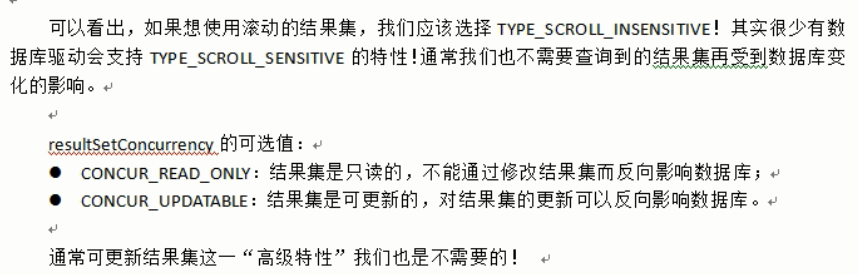 可以看出，如果想使用滚动的结果集，我们应该选择 TYPE_SCROLL_INSENSITIVE！其实很少有数
据库驱动会支持 TYPE_SCROLL_SENSITIVE 的特性！通常我们也不需要查询到的结果集再受到数据库变
化的影响。
resultSetConcurrency 的可选值：
● CONCUR_READ_ONLY：结果集是只读的，不能通过修改结果集而反向影响数据库；
● CONCUR_UPDATABLE：结果集是可更新的，对结果集的更新可以反向影响数据库。
通常可更新结果集这一“高级特性”我们也是不需要的！